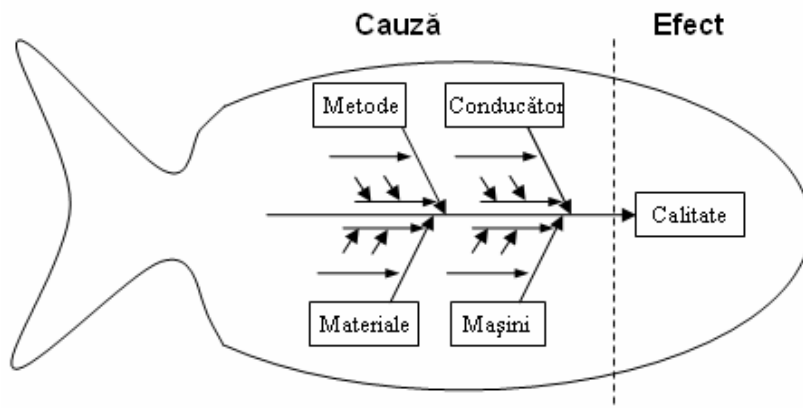 Cauză
Efect
Metode
Conducător
Calitate
Materiale
Maşini